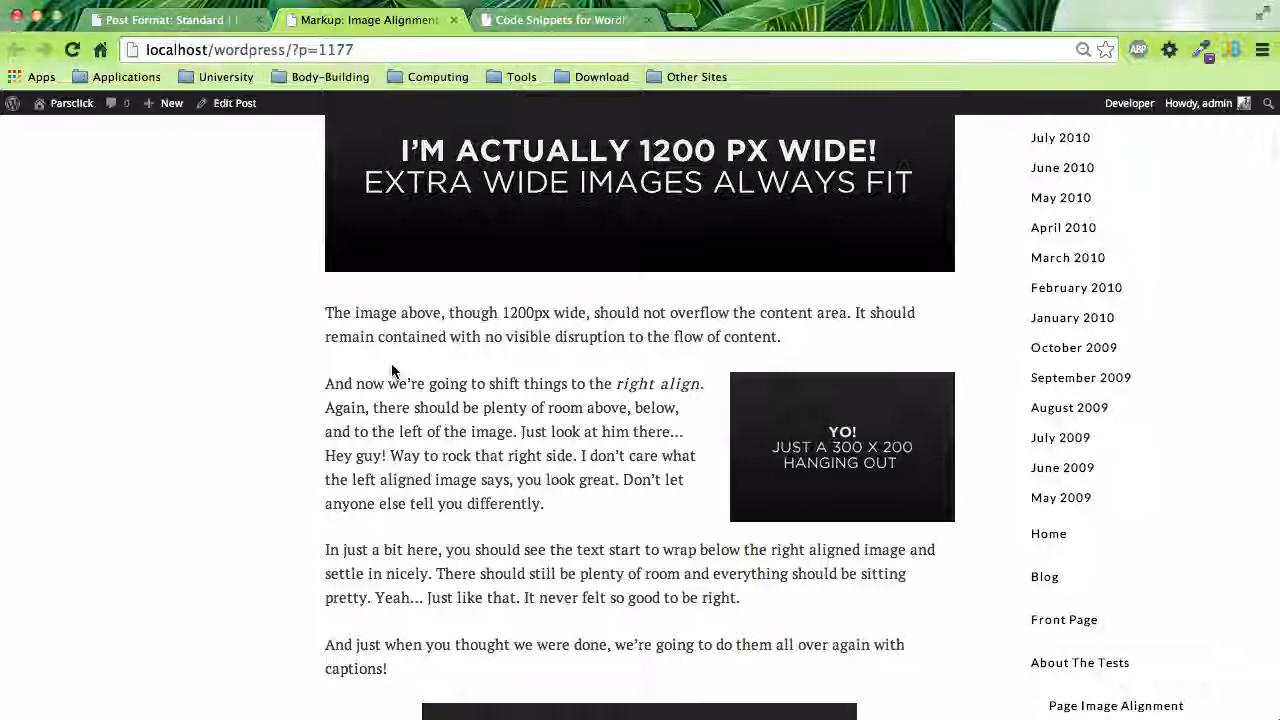 Post Format: Standard |
Markup: Image Alignment
Code Snippets for WordP
localhost/wordpress/?p=1177
ABP
Apps
Applications
University
Body-Building
Computing
Tools
Download
Other Sites
Parsclick
0
New
Edit Post
Developer
Howdy, admin
I'M ACTUALLY 1200 PX WIDE!
EXTRA WIDE IMAGES ALWAYS FIT
The image above, though 1200px wide, should not overflow the content area. It should
remain contained with no visible disruption to the flow of content.
And now we're going to shift things to the right align.
Again, there should be plenty of room above, below,
and to the left of the image. Just look at him there…
Hey guy! Way to rock that right side. I don't care what
the left aligned image says, you look great. Don't let
anyone else tell you differently.
YO!
JUST A 300 X 200
HANGING OUT
In just a bit here, you should see the text start to wrap below the right aligned image and
settle in nicely. There should still be plenty of room and everything should be sitting
pretty. Yeah… Just like that. It never felt so good to be right.
And just when you thought we were done, we're going to do them all over again with
captions!
July 2010
June 2010
May 2010
April 2010
March 2010
February 2010
January 2010
October 2009
September 2009
August 2009
July 2009
June 2009
May 2009
Home
Blog
Front Page
About The Tests
Page Image Alignment